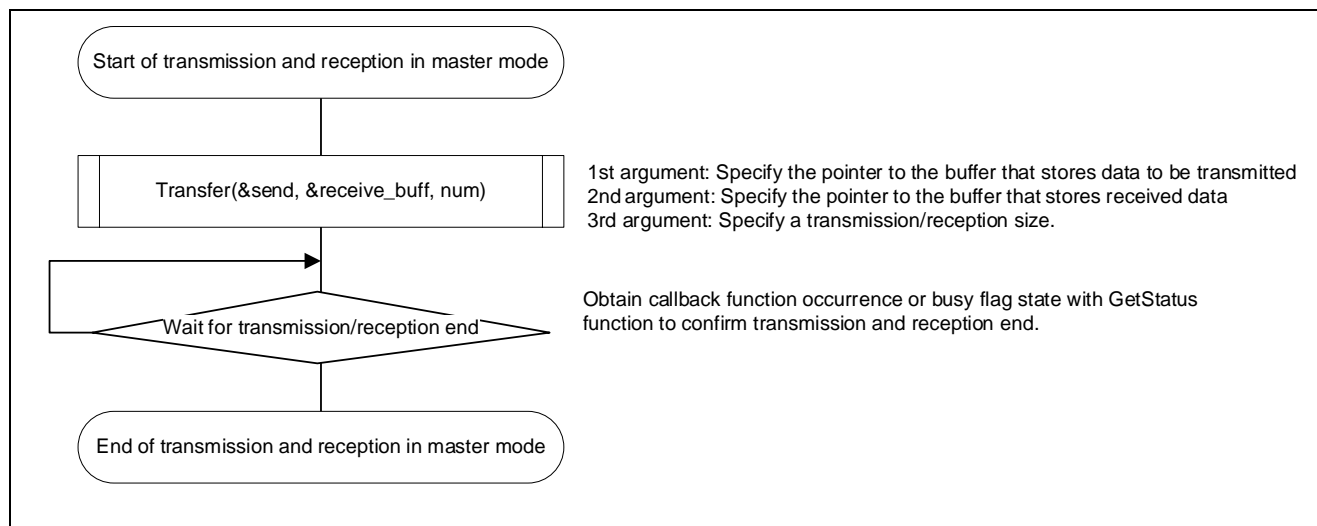 Start of transmission and reception in master mode
Transfer(&send, &receive_buff, num)
1st argument: Specify the pointer to the buffer that stores data to be transmitted
2nd argument: Specify the pointer to the buffer that stores received data
3rd argument: Specify a transmission/reception size.
Wait for transmission/reception end
Obtain callback function occurrence or busy flag state with GetStatus
function to confirm transmission and reception end.
End of transmission and reception in master mode